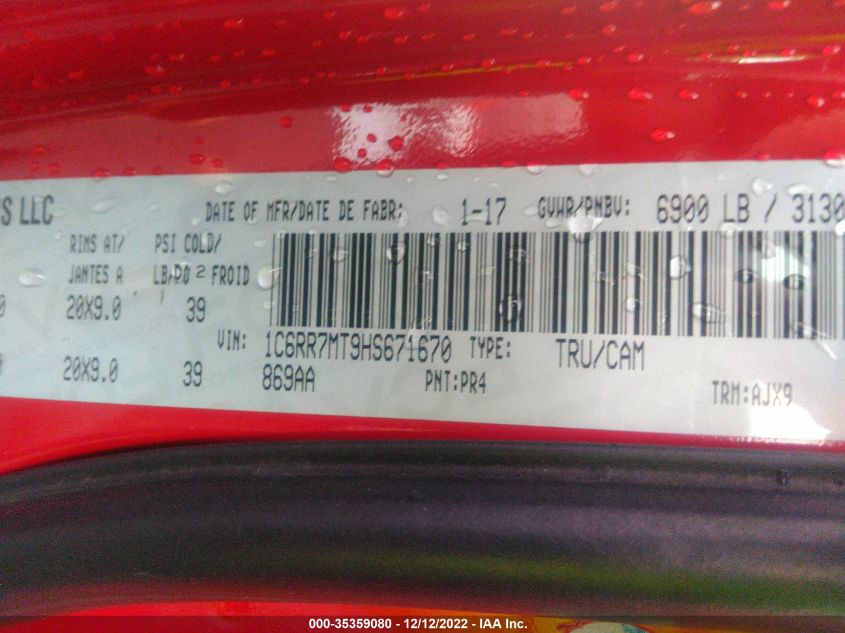 S LLC
DATE OF MFR/DATE DE FABR: 1-17 GVWR/PNBV: 6900 LB / 3130
RIMS AT/ PSI COLD/
JANTES A LB/PO ² FROID
0 20X9.0 39
VIN: 1C6RR7MT9HS671670 TYPE: TRU/CAM
0 20X9.0 39 869AA PNT:PR4 TRM:AJX9
000-35359080 - 12/12/2022 - IAA Inc.